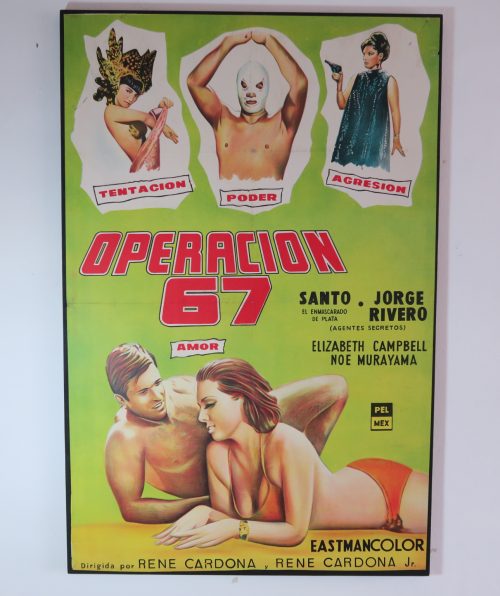 TENTACION
PODER
AGRESION
OPERACION
67
SANTO • JORGE
EL ENMASCARADO RIVERO
DE PLATA
(AGENTES SECRETOS)
ELIZABETH CAMPBELL
NOE MURAYAMA
AMOR
PEL
MEX
EASTMANCOLOR
Dirigida por RENE CARDONA y RENE CARDONA Jr.